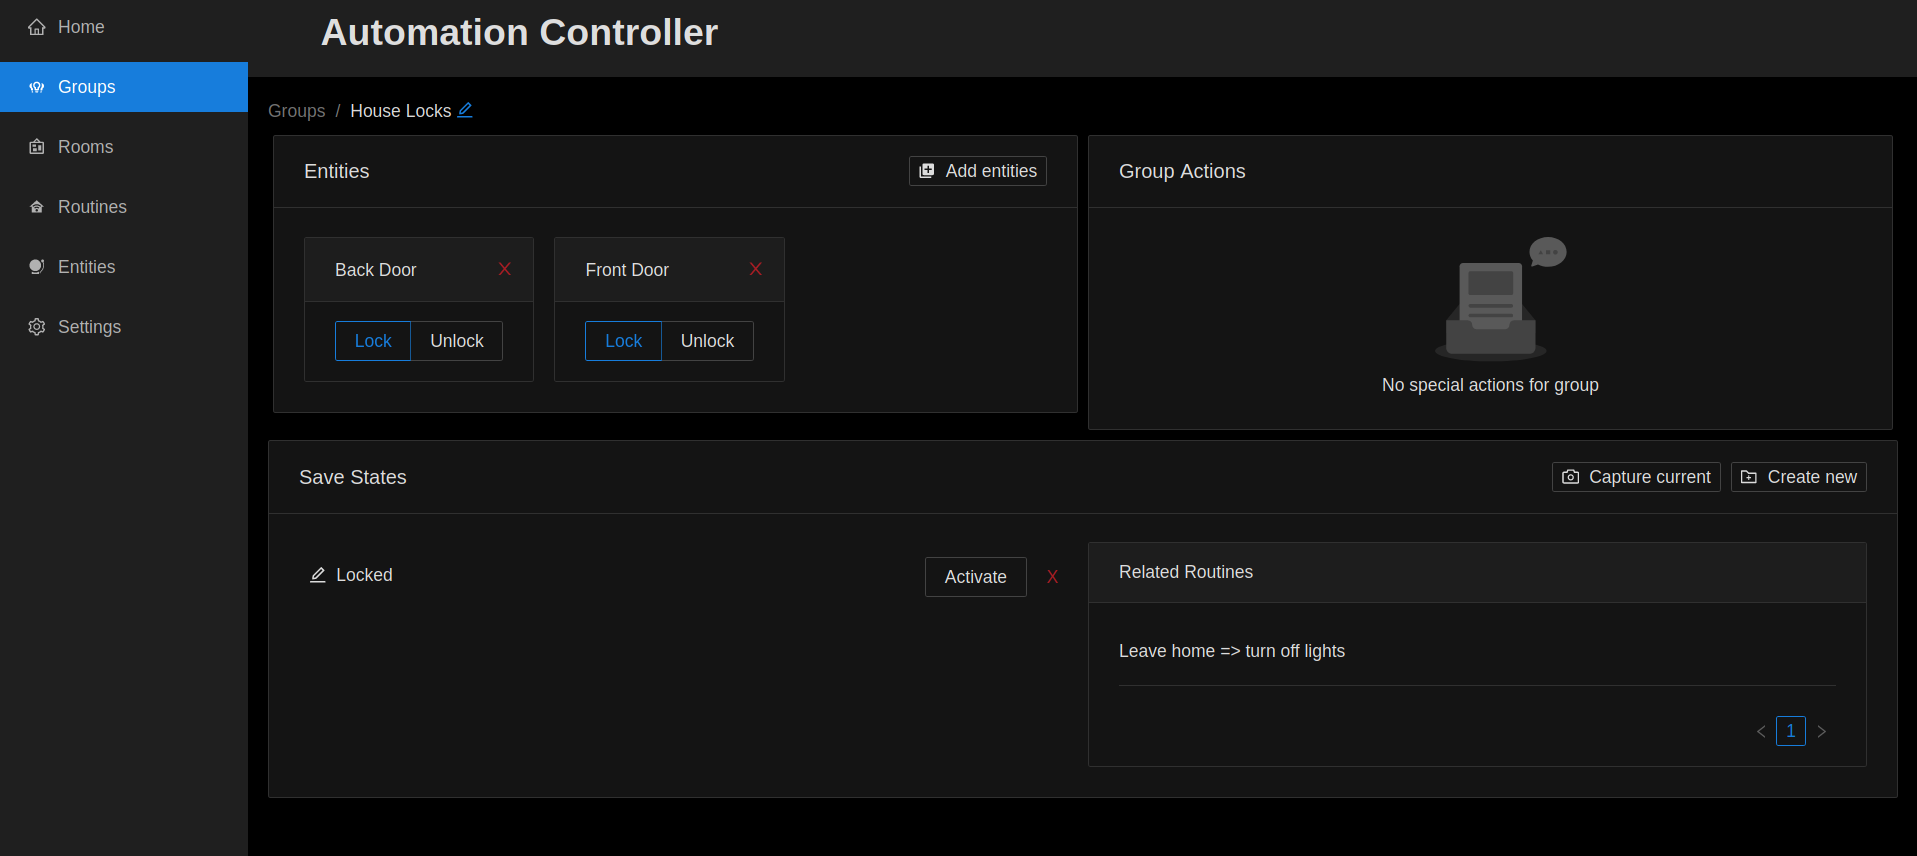 Home
Automation Controller
Groups
Rooms
Routines
Entities
Settings
Groups / House Locks
Entities
Add entities
Back Door X
Front Door X
Lock Unlock
Lock Unlock
Group Actions
No special actions for group
Save States
Capture current
Create new
Locked
Activate X
Related Routines
Leave home => turn off lights
< 1 >